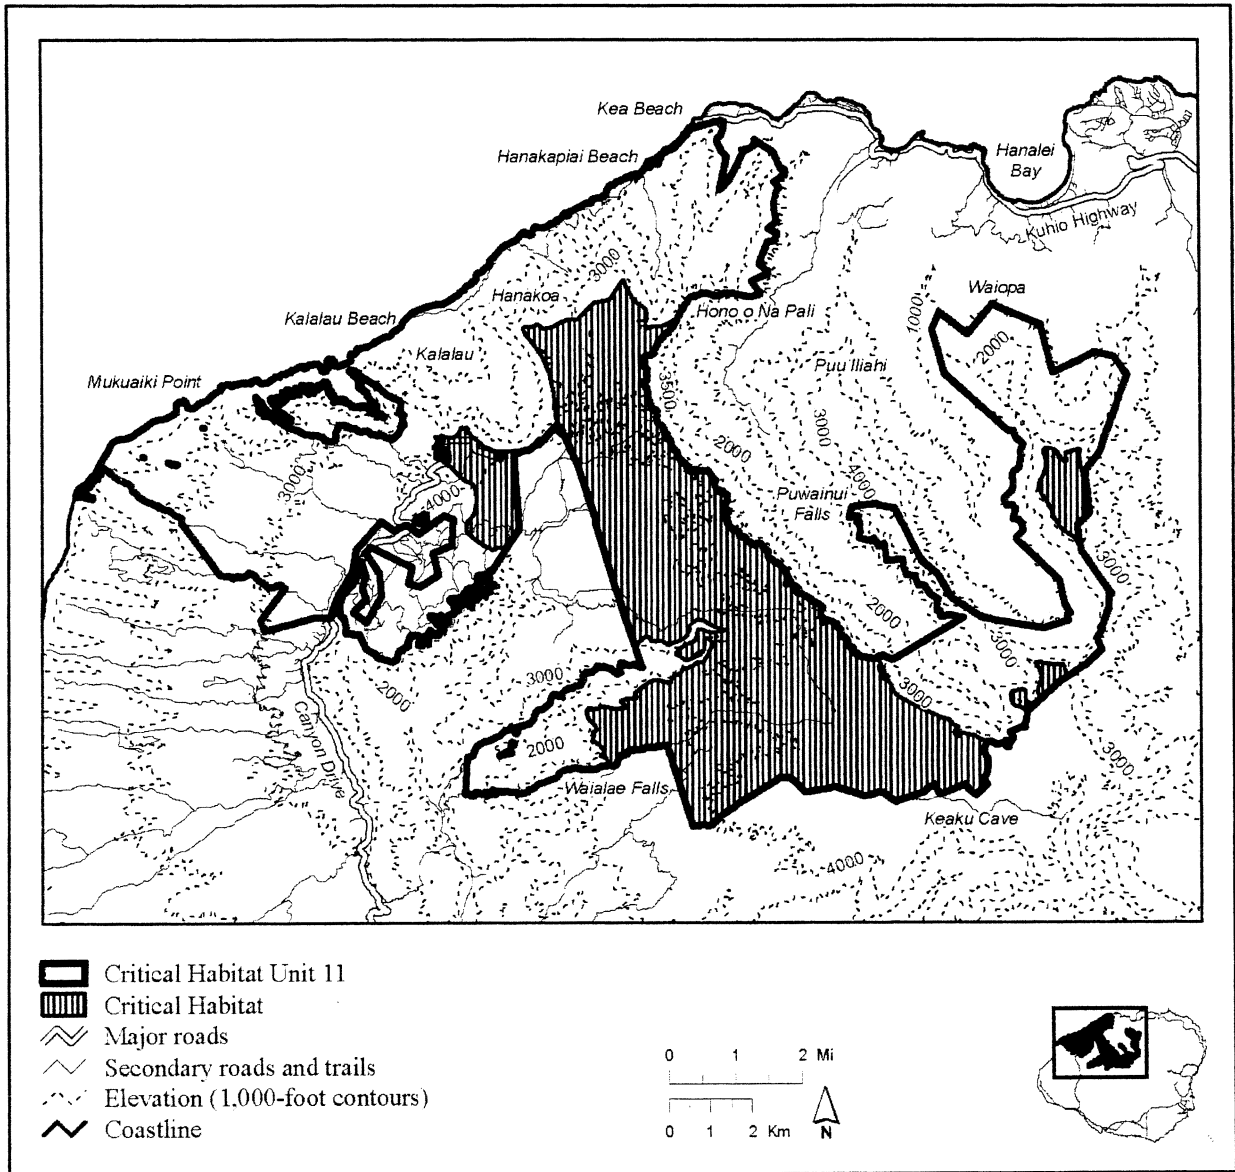 Kea Beach
Hanakapiai Beach
Hanalei
Bay
Kuhio Highway
3000
Hanakoa
Waiopa
Kalalau Beach
Hono o Na Pali
1000
2000
Kalalau
Puu Iliahi
Mukuaiki Point
3500
3000
2000
3000
4000
4000
Puwainui
Falls
3000
2000
3000
3000
2000
3000
Canyon Drive
2000
3000
Waialae Falls
Keaku Cave
4000
Critical Habitat Unit 11
Critical Habitat
Major roads
Secondary roads and trails
Elevation (1,000-foot contours)
Coastline
0 1 2 Mi
0 1 2 Km
N